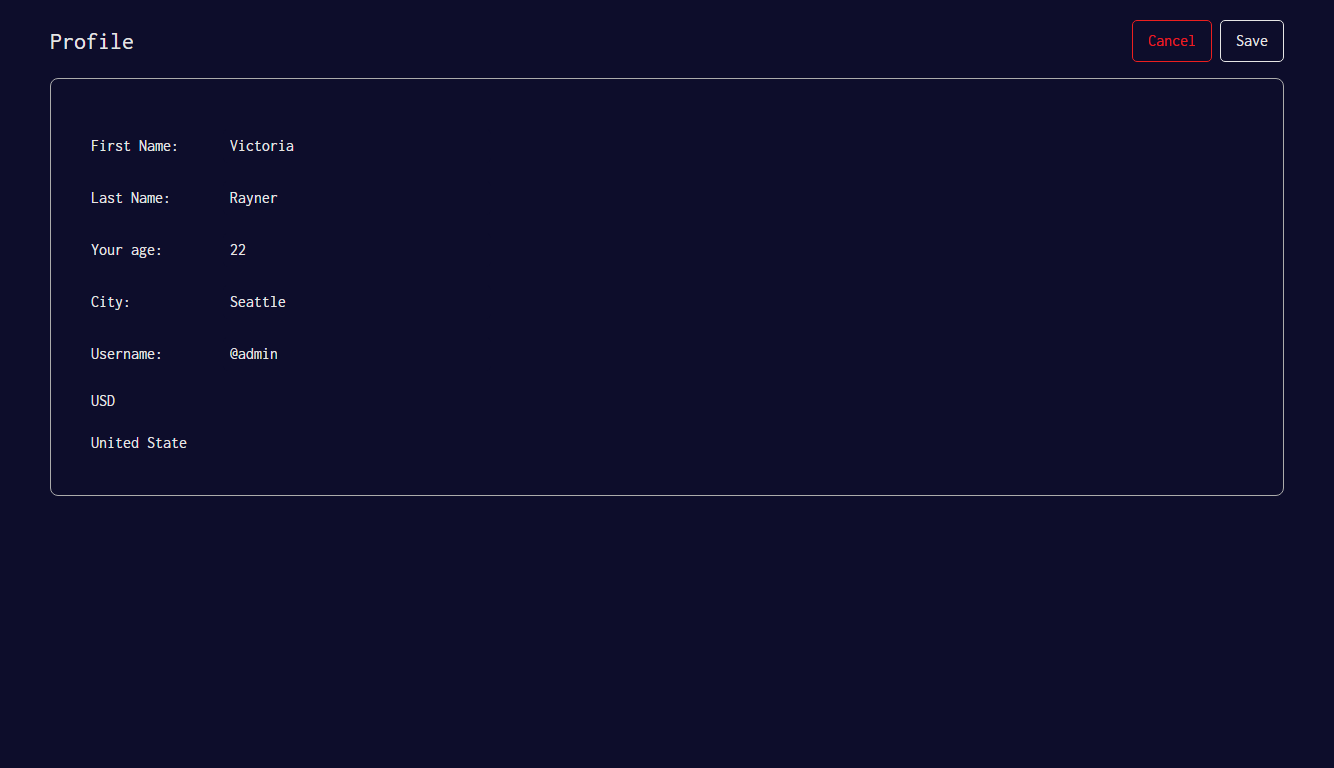 Profile
Cancel Save
First Name: Victoria
Last Name: Rayner
Your age: 22
City: Seattle
Username: @admin
USD
United State